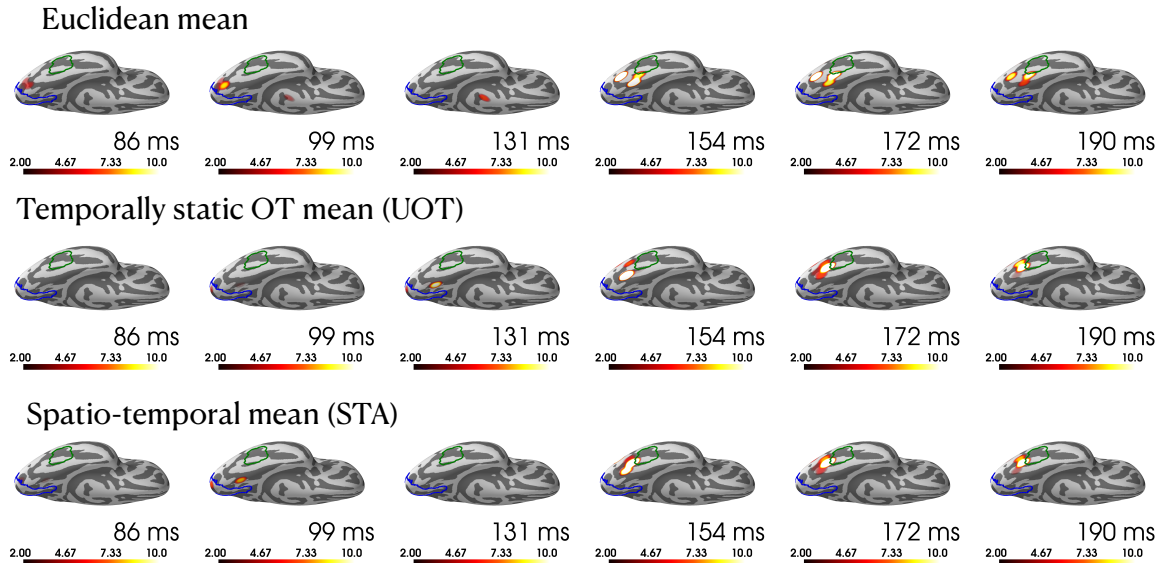 Euclidean mean
86 ms 99 ms 131 ms 154 ms 172 ms 190 ms
2.00 4.67 7.33 10.0 2.00 4.67 7.33 10.0 2.00 4.67 7.33 10.0 2.00 4.67 7.33 10.0 2.00 4.67 7.33 10.0 2.00 4.67 7.33 10.0
Temporally static OT mean (UOT)
86 ms 99 ms 131 ms 154 ms 172 ms 190 ms
2.00 4.67 7.33 10.0 2.00 4.67 7.33 10.0 2.00 4.67 7.33 10.0 2.00 4.67 7.33 10.0 2.00 4.67 7.33 10.0 2.00 4.67 7.33 10.0
Spatio-temporal mean (STA)
86 ms 99 ms 131 ms 154 ms 172 ms 190 ms
2.00 4.67 7.33 10.0 2.00 4.67 7.33 10.0 2.00 4.67 7.33 10.0 2.00 4.67 7.33 10.0 2.00 4.67 7.33 10.0 2.00 4.67 7.33 10.0